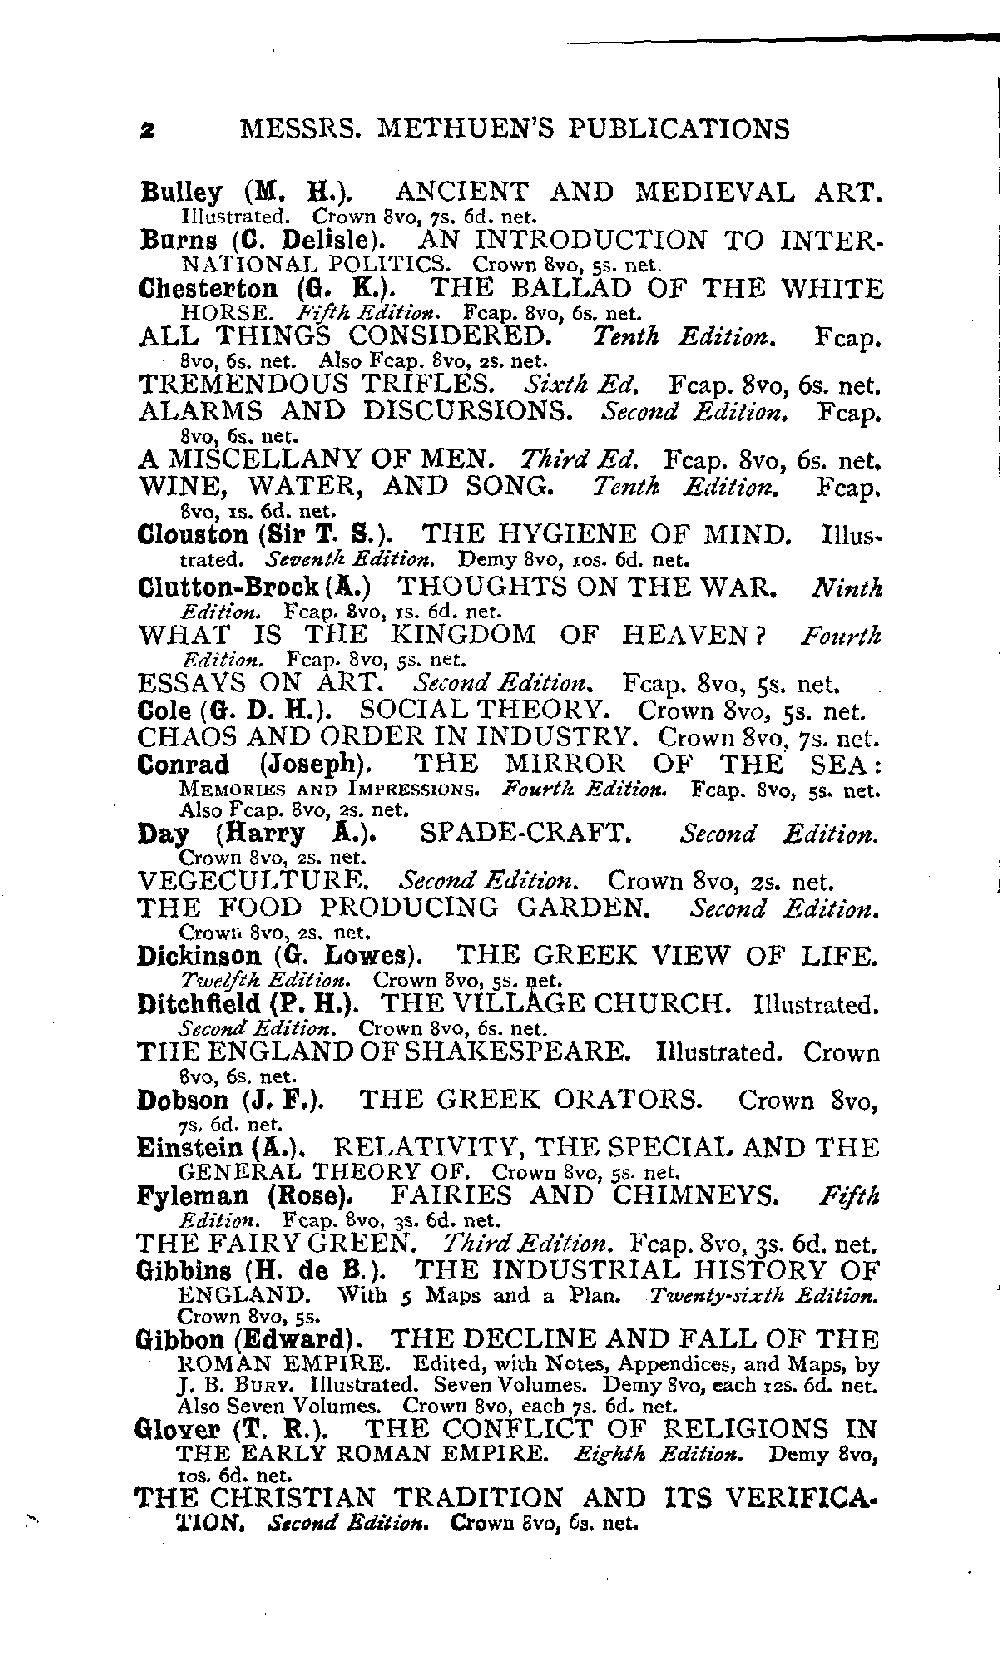 2 MESSRS. METHUEN'S PUBLICATIONS
Bulley (M. H.). ANCIENT AND MEDIEVAL ART.
Illustrated. Crown 8vo, 7s. 6d. net.
Burns (C. Delisle). AN INTRODUCTION TO INTER-
NATIONAL POLITICS. Crown 8vo, 5s. net.
Chesterton (G. K.). THE BALLAD OF THE WHITE
HORSE. Fifth Edition. Fcap. 8vo, 6s. net.
ALL THINGS CONSIDERED. Tenth Edition. Fcap.
8vo, 6s. net. Also Fcap. 8vo, 2s. net.
TREMENDOUS TRIFLES. Sixth Ed. Fcap. 8vo, 6s. net.
ALARMS AND DISCURSIONS. Second Edition. Fcap.
8vo, 6s. net.
A MISCELLANY OF MEN. Third Ed. Fcap. 8vo, 6s. net.
WINE, WATER, AND SONG. Tenth Edition. Fcap.
8vo, 1s. 6d. net.
Clouston (Sir T. S.). THE HYGIENE OF MIND. Illus-
trated. Seventh Edition. Demy 8vo, 10s. 6d. net.
Clutton-Brock (A.) THOUGHTS ON THE WAR. Ninth
Edition. Fcap. 8vo, 1s. 6d. net.
WHAT IS THE KINGDOM OF HEAVEN? Fourth
Edition. Fcap. 8vo, 5s. net.
ESSAYS ON ART. Second Edition. Fcap. 8vo, 5s. net.
Cole (G. D. H.). SOCIAL THEORY. Crown 8vo, 5s. net.
CHAOS AND ORDER IN INDUSTRY. Crown 8vo, 7s. net.
Conrad (Joseph). THE MIRROR OF THE SEA:
MEMORIES AND IMPRESSIONS. Fourth Edition. Fcap. 8vo, 5s. net.
Also Fcap. 8vo, 2s. net.
Day (Harry A.). SPADE-CRAFT. Second Edition.
Crown 8vo, 2s. net.
VEGECULTURE. Second Edition. Crown 8vo, 2s. net.
THE FOOD PRODUCING GARDEN. Second Edition.
Crown 8vo, 2s. net.
Dickinson (G. Lowes). THE GREEK VIEW OF LIFE.
Twelfth Edition. Crown 8vo, 5s. net.
Ditchfield (P. H.). THE VILLAGE CHURCH. Illustrated.
Second Edition. Crown 8vo, 6s. net.
THE ENGLAND OF SHAKESPEARE. Illustrated. Crown
8vo, 6s. net.
Dobson (J. F.). THE GREEK ORATORS. Crown 8vo,
7s. 6d. net.
Einstein (A.). RELATIVITY, THE SPECIAL AND THE
GENERAL THEORY OF. Crown 8vo, 5s. net.
Fyleman (Rose). FAIRIES AND CHIMNEYS. Fifth
Edition. Fcap. 8vo, 3s. 6d. net.
THE FAIRY GREEN. Third Edition. Fcap. 8vo, 3s. 6d. net.
Gibbins (H. de B.). THE INDUSTRIAL HISTORY OF
ENGLAND. With 5 Maps and a Plan. Twenty-sixth Edition.
Crown 8vo, 5s.
Gibbon (Edward). THE DECLINE AND FALL OF THE
ROMAN EMPIRE. Edited, with Notes, Appendices, and Maps, by
J. B. BURY. Illustrated. Seven Volumes. Demy 8vo, each 12s. 6d. net.
Also Seven Volumes. Crown 8vo, each 7s. 6d. net.
Glover (T. R.). THE CONFLICT OF RELIGIONS IN
THE EARLY ROMAN EMPIRE. Eighth Edition. Demy 8vo,
10s. 6d. net.
THE CHRISTIAN TRADITION AND ITS VERIFICA-
TION. Second Edition. Crown 8vo, 6s. net.